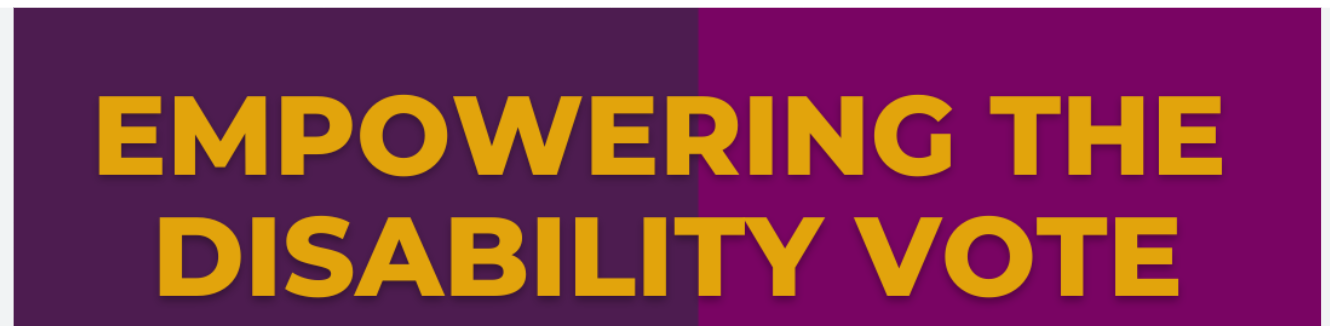 EMPOWERING THE
DISABILITY VOTE